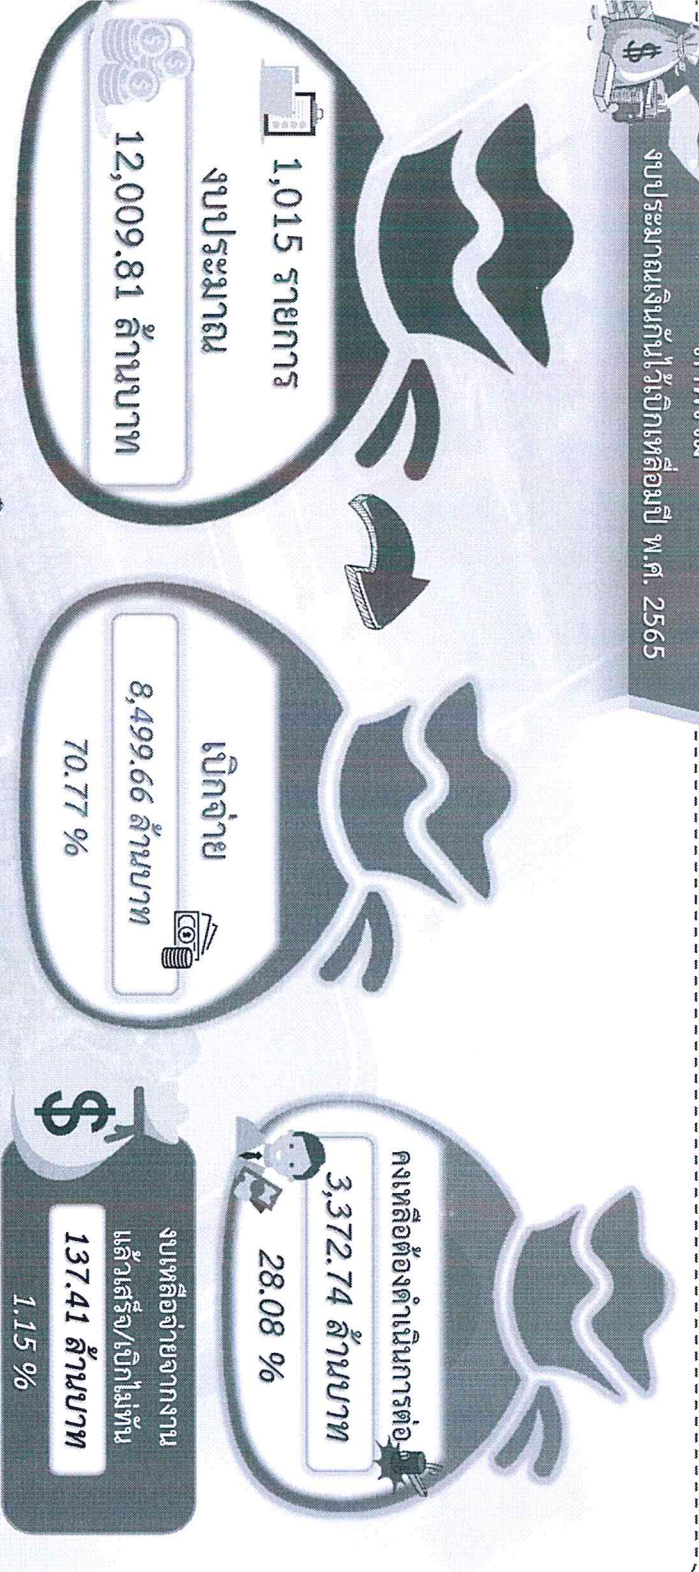 งบประมาณเงินกันไว้เบิกเหลื่อมปี พ.ศ. 2565
1,015 รายการ
งบประมาณ
12,009.81 ล้านบาท
เบิกจ่าย
8,499.66 ล้านบาท
70.77 %
คงเหลือต้องดำเนินการต่อ
3,372.74 ล้านบาท
28.08 %
งบเหลือจ่ายจากงาน
แล้วเสร็จ/เบิกไม่ทัน
137.41 ล้านบาท
1.15 %